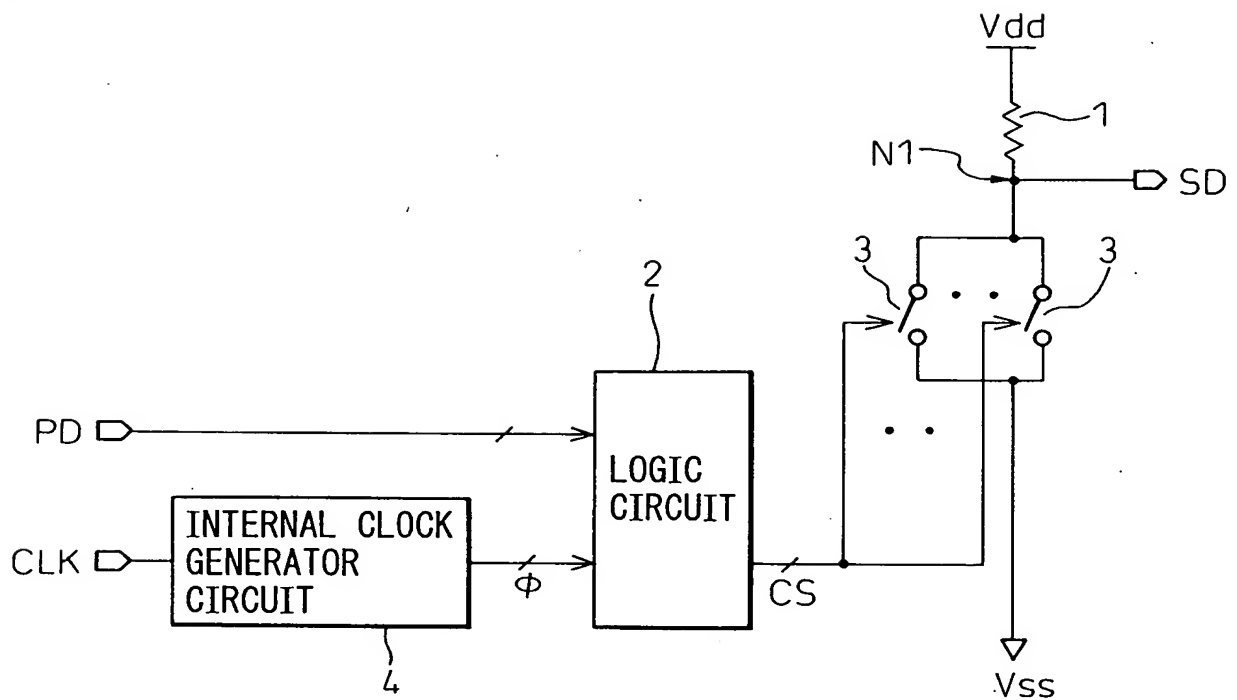 Vdd
1
N1
SD
3
3
2
PD
LOGIC
CIRCUIT
CLK
INTERNAL CLOCK
GENERATOR
CIRCUIT
Φ
CS
4
Vss